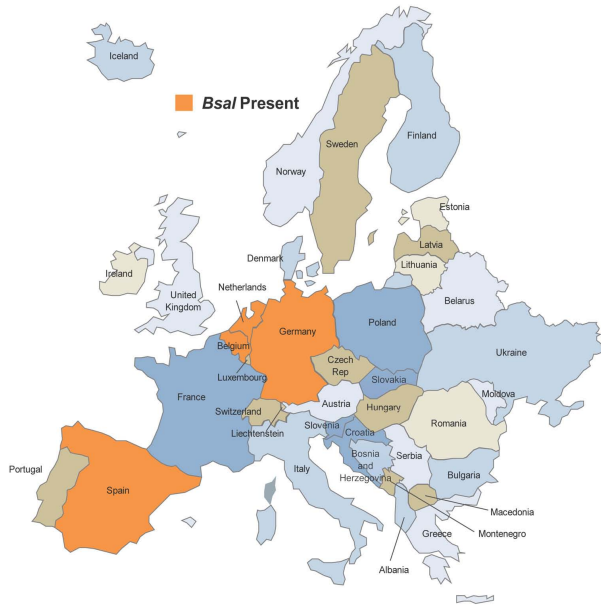 Iceland
Bsal Present
Finland
Sweden
Norway
Estonia
Latvia
Lithuania
Denmark
Ireland
Netherlands
United
Kingdom
Belarus
Poland
Germany
Belgium
Ukraine
Czech
Rep
Luxembourg
Slovakia
France
Moldova
Austria
Hungary
Switzerland
Romania
Slovenia
Croatia
Liechtenstein
Bosnia
and
Herzegovina
Serbia
Portugal
Italy
Bulgaria
Spain
Macedonia
Montenegro
Greece
Albania